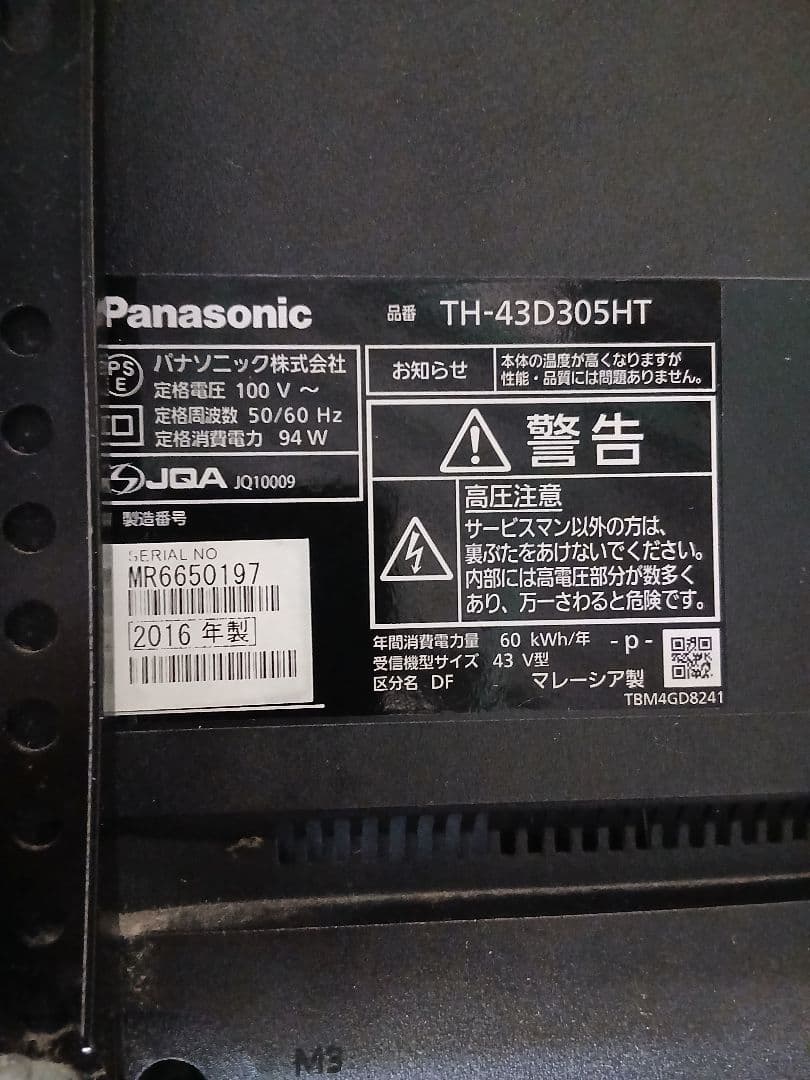 Panasonic
品番 TH-43D305HT
PS
E
パナソニック株式会社
定格電圧 100 V ～
定格周波数 50/60 Hz
定格消費電力 94 W
JQA JQ10009
製造番号
SERIAL NO
MR6650197
2016 年製
お知らせ
本体の温度が高くなりますが
性能・品質には問題ありません。
警告
高圧注意
サービスマン以外の方は、
裏ぶたをあけないでください。
内部には高電圧部分が数多く
あり、万一さわると危険です。
年間消費電力量 60 kWh/年 - p -
受信機型サイズ 43 V型
区分名 DF マレーシア製
TBM4GD8241
M3